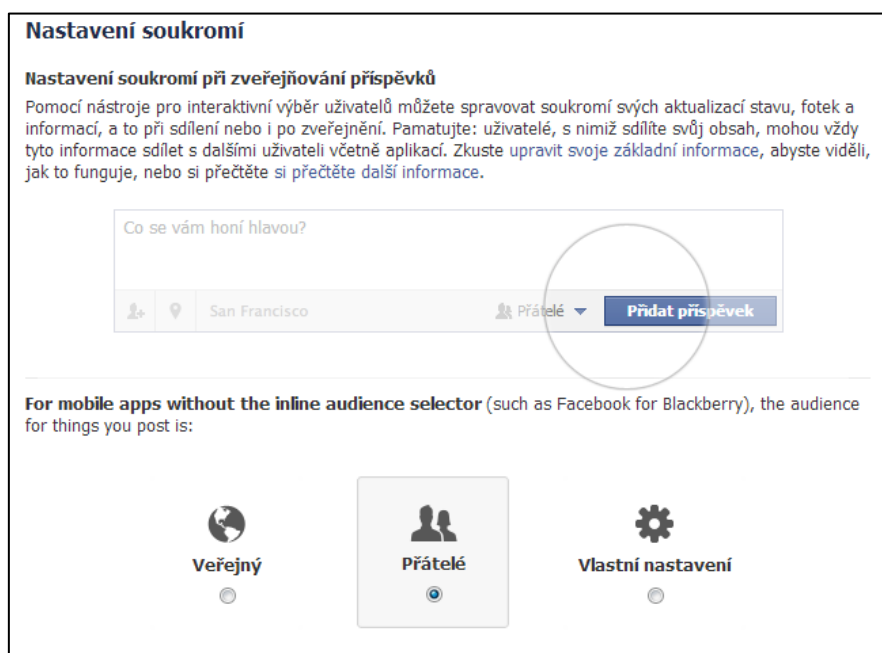 Nastavení soukromí
Nastavení soukromí při zveřejňování příspěvků
Pomocí nástroje pro interaktivní výběr uživatelů můžete spravovat soukromí svých aktualizací stavu, fotek a
informací, a to při sdílení nebo i po zveřejnění. Pamatujte: uživatelé, s nimiž sdílíte svůj obsah, mohou vždy
tyto informace sdílet s dalšími uživateli včetně aplikací. Zkuste upravit svoje základní informace, abyste viděli,
jak to funguje, nebo si přečtěte si přečtěte další informace.
Co se vám honí hlavou?
San Francisco Přátelé Přidat příspěvek
For mobile apps without the inline audience selector (such as Facebook for Blackberry), the audience
for things you post is:
Veřejný Přátelé Vlastní nastavení